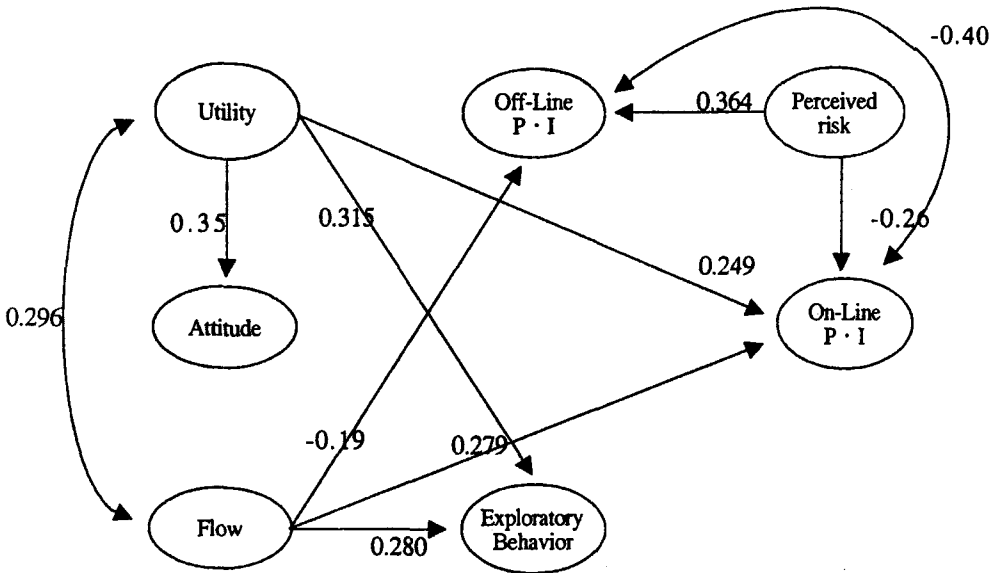 -0.40
Utility
Off-Line
P · I
0.364
Perceived
risk
0.35
0.315
-0.26
0.249
0.296
Attitude
On-Line
P · I
-0.19
0.279
Flow
0.280
Exploratory
Behavior